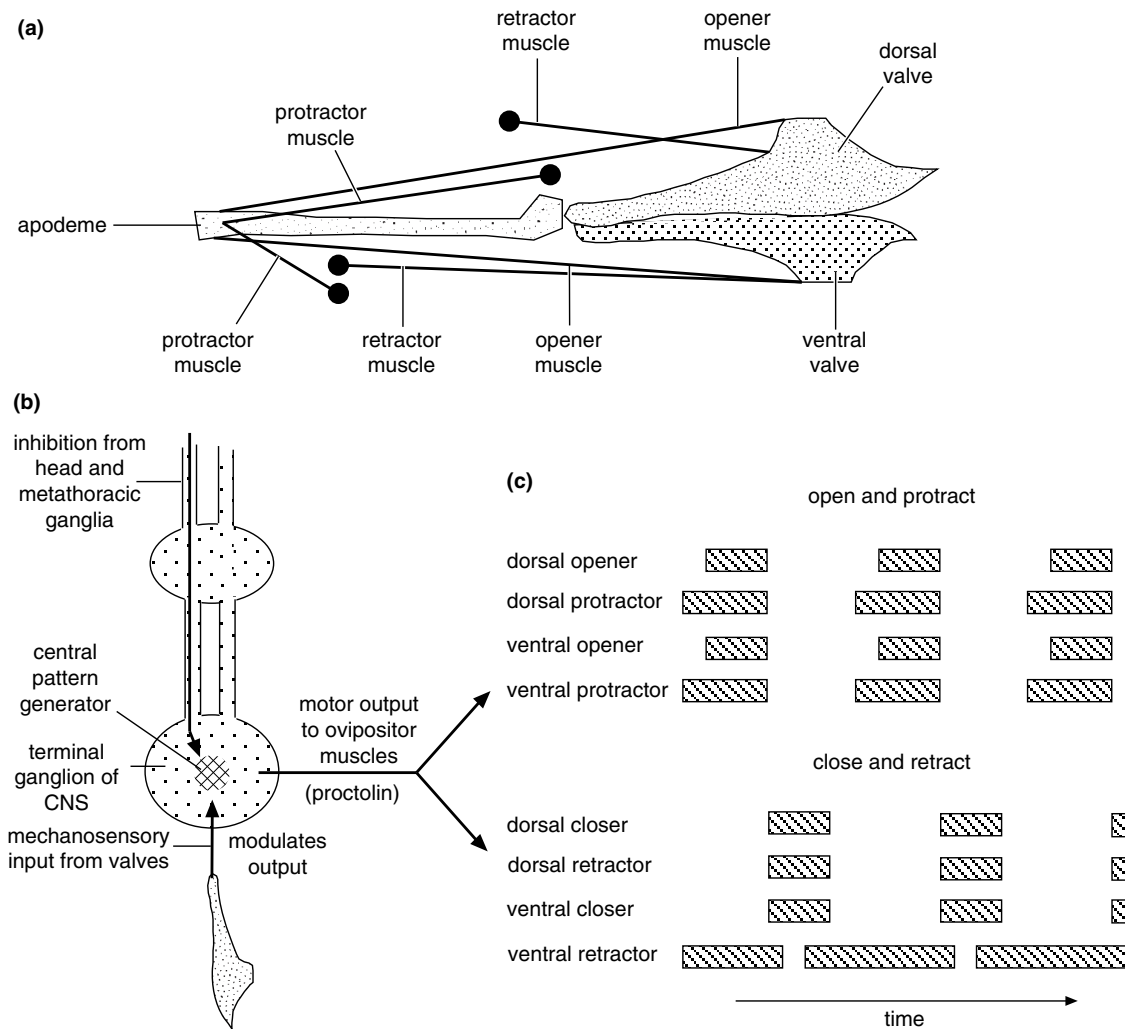 (a)
retractor
muscle
opener
muscle
dorsal
valve
protractor
muscle
apodeme
protractor
muscle
retractor
muscle
opener
muscle
ventral
valve
(b)
inhibition from
head and
metathoracic
ganglia
central
pattern
generator
terminal
ganglion of
CNS
mechanosensory
input from valves
modulates
output
motor output
to ovipositor
muscles
(proctolin)
(c)
open and protract
dorsal opener
dorsal protractor
ventral opener
ventral protractor
close and retract
dorsal closer
dorsal retractor
ventral closer
ventral retractor
time